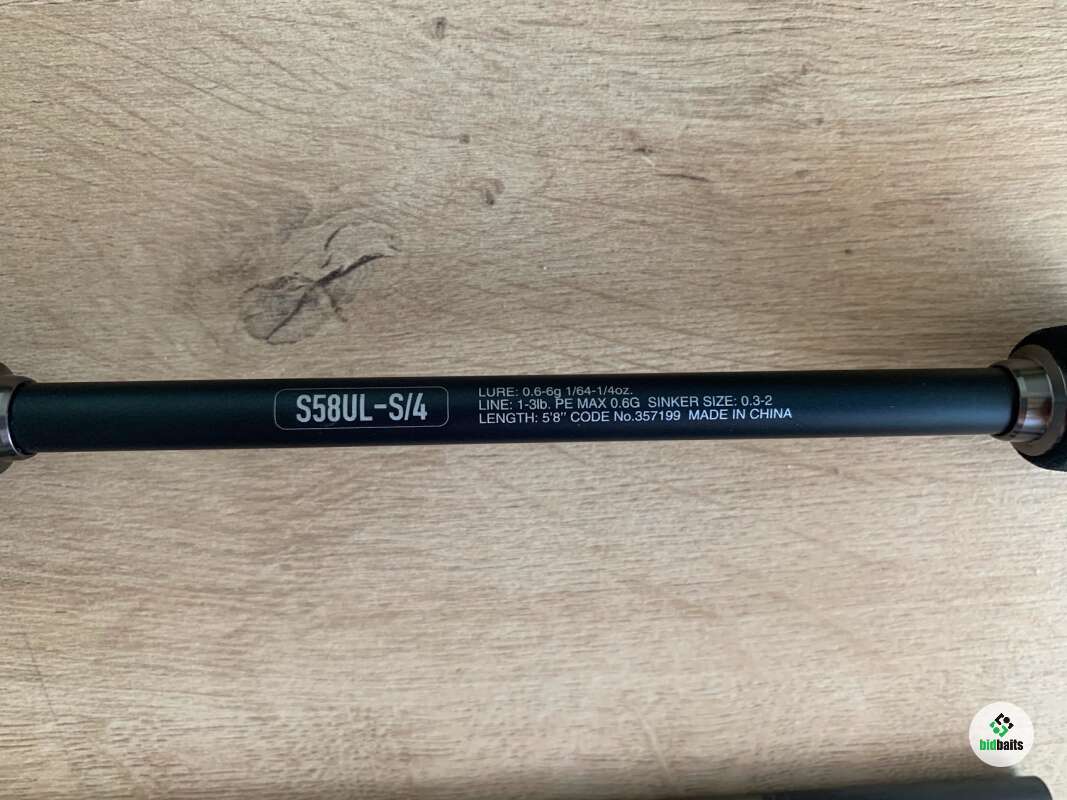 S58UL-S/4
LURE: 0.6-6g 1/64-1/4oz.
LINE: 1-3lb. PE MAX 0.6G SINKER SIZE: 0.3-2
LENGTH: 5'8" CODE No.357199 MADE IN CHINA
bidbaits